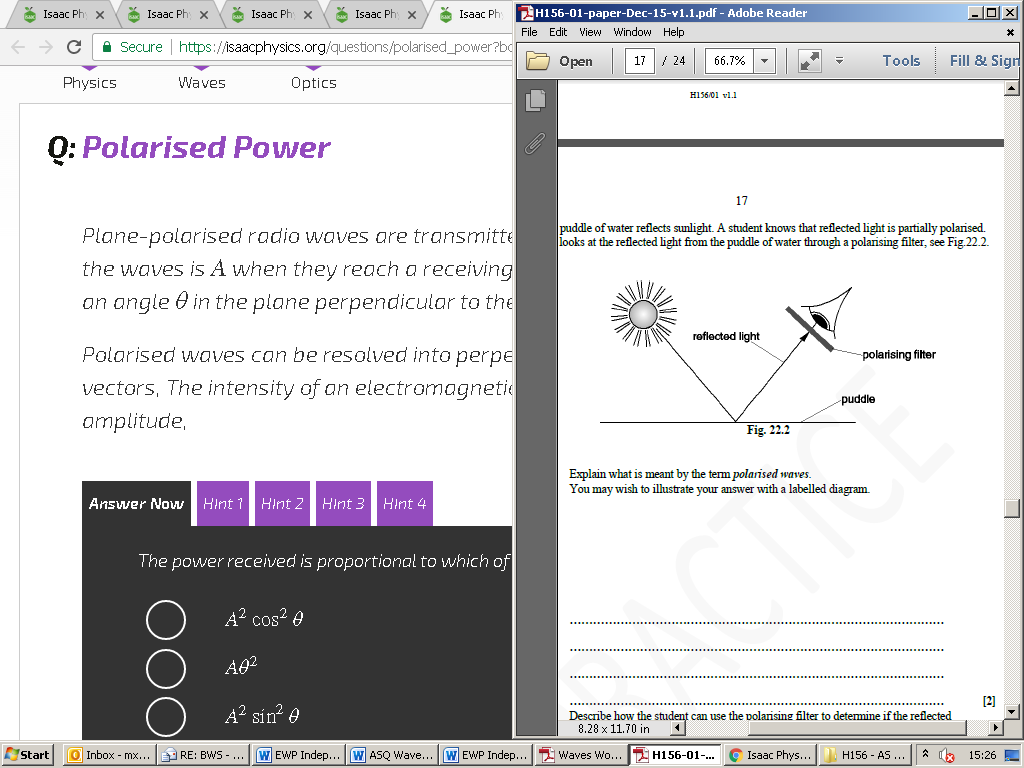 Isaac Phy
Isaac Phy
Isaac Phy
Isaac Phy
Isaac Phys
Secure https://isaacphysics.org/questions/polarised_power?bo
Physics Waves Optics
Q: Polarised Power
Plane-polarised radio waves are transmitte
the waves is A when they reach a receiving
an angle θ in the plane perpendicular to the
Polarised waves can be resolved into perpe
vectors. The intensity of an electromagnetic
amplitude.
Answer Now Hint 1 Hint 2 Hint 3 Hint 4
The power received is proportional to which of
A² cos² θ
Aθ²
A² sin² θ
H156-01-paper-Dec-15-v1.1.pdf - Adobe Reader
File Edit View Window Help
Open 17 / 24 66.7% Tools Fill & Sign
H156/01 v1.1
17
puddle of water reflects sunlight. A student knows that reflected light is partially polarised.
looks at the reflected light from the puddle of water through a polarising filter, see Fig.22.2.
reflected light
polarising filter
puddle
Fig. 22.2
Explain what is meant by the term polarised waves.
You may wish to illustrate your answer with a labelled diagram.
[2]
Describe how the student can use the polarising filter to determine if the reflected
8.28 x 11.70 in
RACTICE
Start Inbox - mx... RE: BWS - ... EWP Indep... ASQ Wave... EWP Indep... Waves Wo... H156-01-... Isaac Phys... H156 - AS ... 15:26